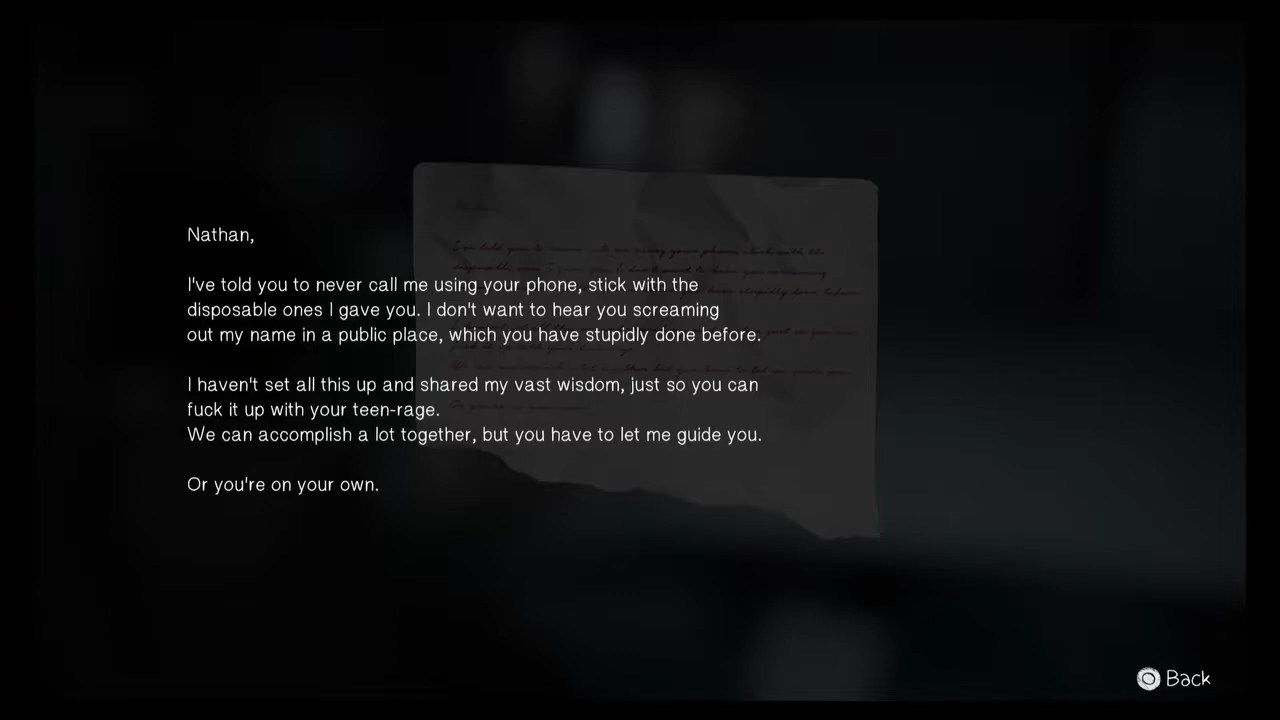 Nathan,
I've told you to never call me using your phone, stick with the
disposable ones I gave you. I don't want to hear you screaming
out my name in a public place, which you have stupidly done before.
I haven't set all this up and shared my vast wisdom, just so you can
fuck it up with your teen-rage.
We can accomplish a lot together, but you have to let me guide you.
Or you're on your own.
Back